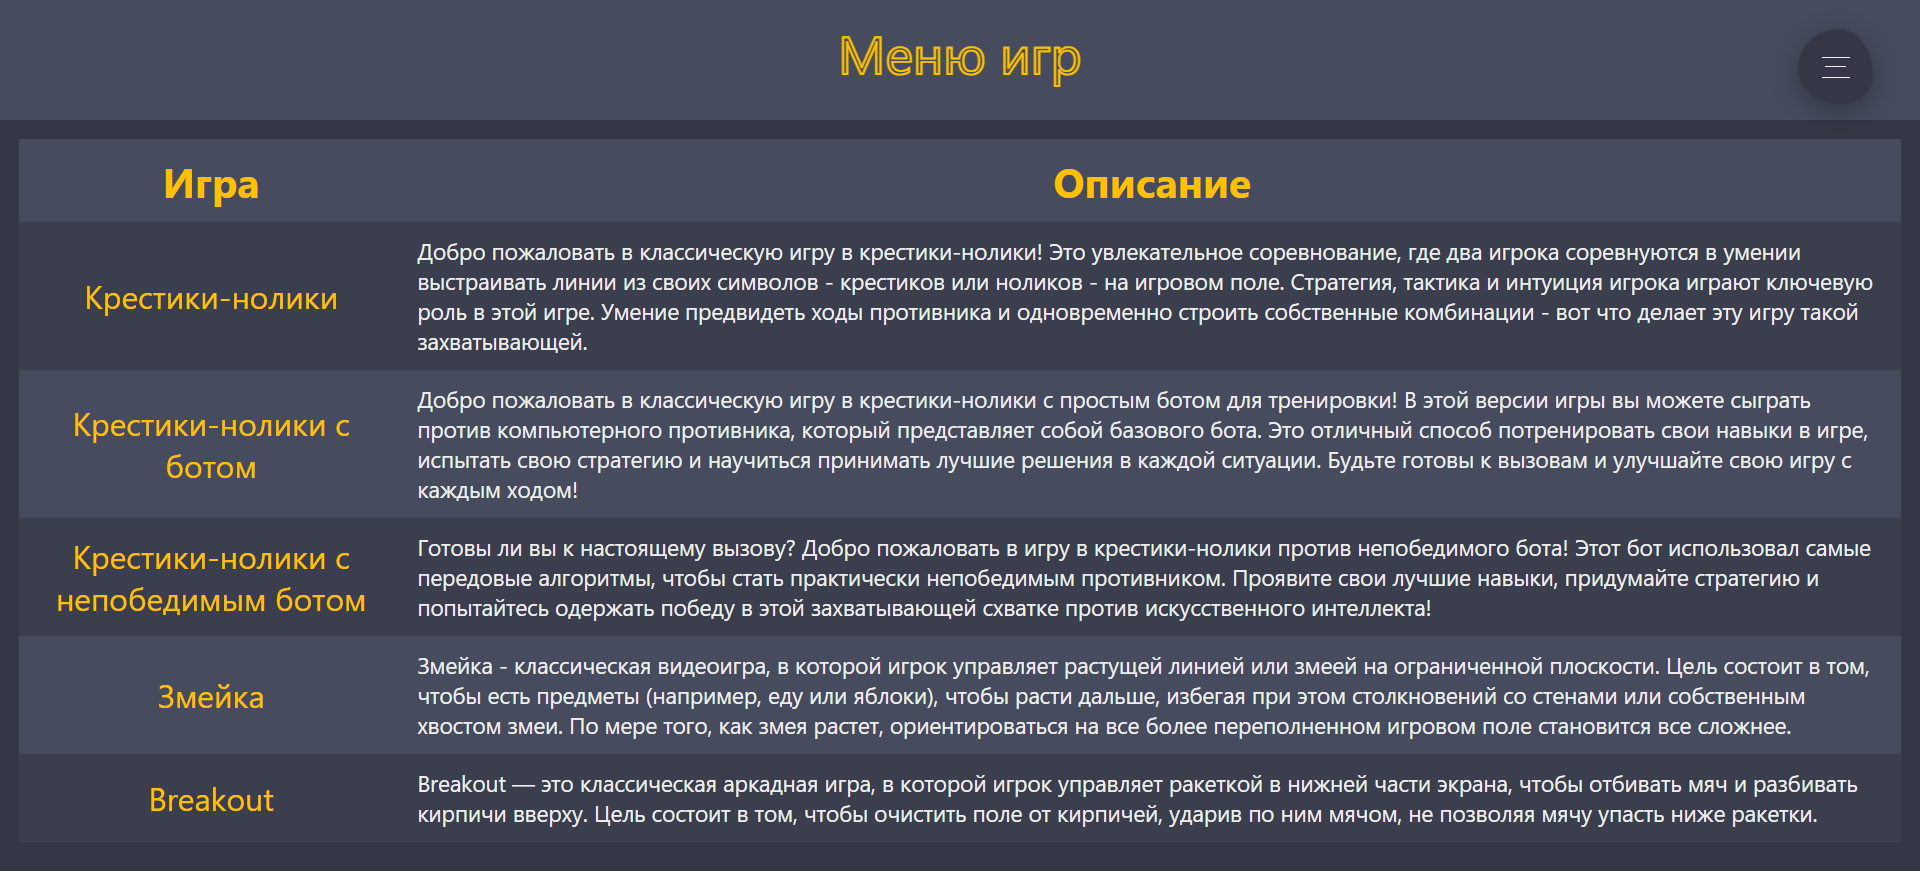 Меню игр
Игра
Описание
Крестики-нолики
Добро пожаловать в классическую игру в крестики-нолики! Это увлекательное соревнование, где два игрока соревнуются в умении
выстраивать линии из своих символов - крестиков или ноликов - на игровом поле. Стратегия, тактика и интуиция игрока играют ключевую
роль в этой игре. Умение предвидеть ходы противника и одновременно строить собственные комбинации - вот что делает эту игру такой
захватывающей.
Крестики-нолики с
ботом
Добро пожаловать в классическую игру в крестики-нолики с простым ботом для тренировки! В этой версии игры вы можете сыграть
против компьютерного противника, который представляет собой базового бота. Это отличный способ потренировать свои навыки в игре,
испытать свою стратегию и научиться принимать лучшие решения в каждой ситуации. Будьте готовы к вызовам и улучшайте свою игру с
каждым ходом!
Крестики-нолики с
непобедимым ботом
Готовы ли вы к настоящему вызову? Добро пожаловать в игру в крестики-нолики против непобедимого бота! Этот бот использовал самые
передовые алгоритмы, чтобы стать практически непобедимым противником. Проявите свои лучшие навыки, придумайте стратегию и
попытайтесь одержать победу в этой захватывающей схватке против искусственного интеллекта!
Змейка
Змейка - классическая видеоигра, в которой игрок управляет растущей линией или змеей на ограниченной плоскости. Цель состоит в том,
чтобы есть предметы (например, еду или яблоки), чтобы расти дальше, избегая при этом столкновений со стенами или собственным
хвостом змеи. По мере того, как змея растет, ориентироваться на все более переполненном игровом поле становится все сложнее.
Breakout
Breakout — это классическая аркадная игра, в которой игрок управляет ракеткой в нижней части экрана, чтобы отбивать мяч и разбивать
кирпичи вверху. Цель состоит в том, чтобы очистить поле от кирпичей, ударив по ним мячом, не позволяя мячу упасть ниже ракетки.